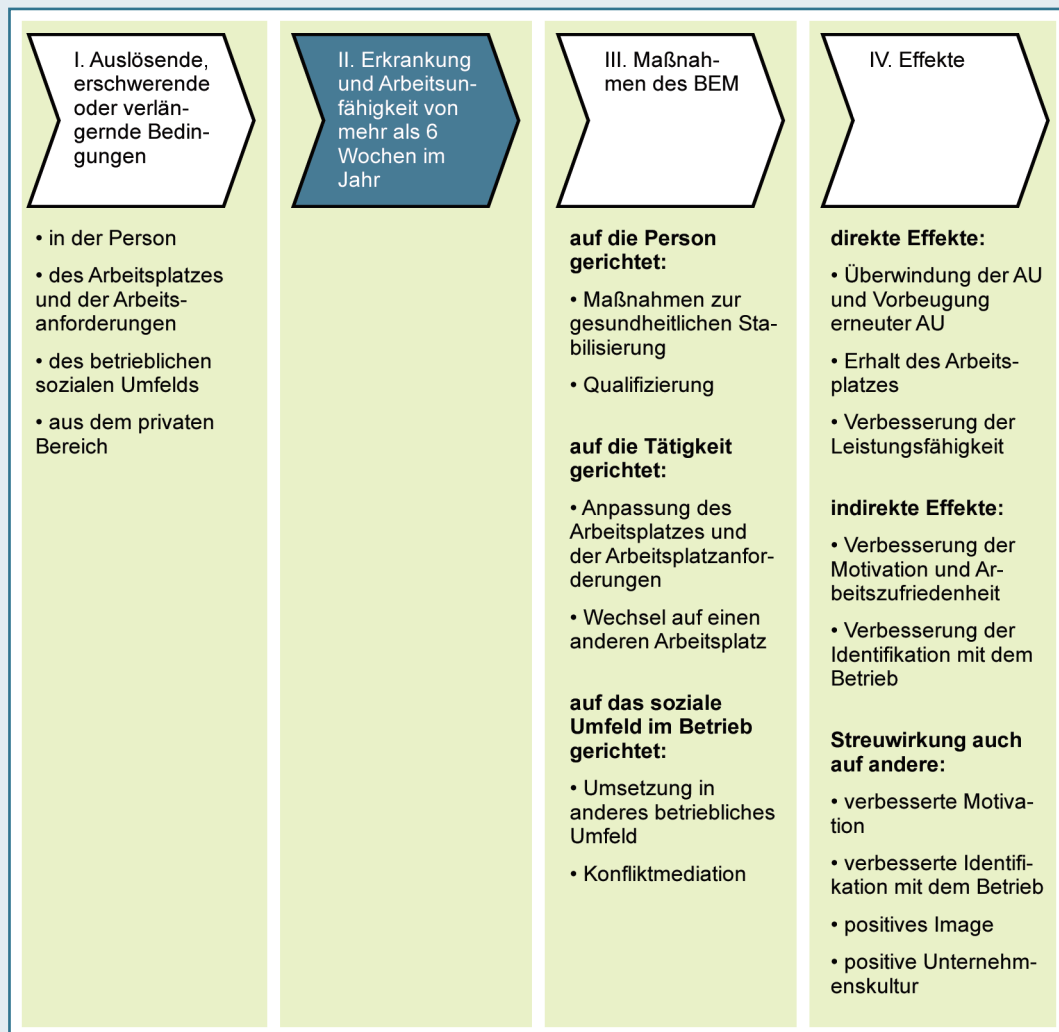 I. Auslösende,
erschwerende
oder verlän-
gernde Bedin-
gungen
• in der Person
• des Arbeitsplatzes
und der Arbeits-
anforderungen
• des betrieblichen
sozialen Umfelds
• aus dem privaten
Bereich
II. Erkrankung
und Arbeitsun-
fähigkeit von
mehr als 6
Wochen im
Jahr
III. Maßnah-
men des BEM
auf die Person
gerichtet:
• Maßnahmen zur
gesundheitlichen Sta-
bilisierung
• Qualifizierung
auf die Tätigkeit
gerichtet:
• Anpassung des
Arbeitsplatzes und
der Arbeitsplatzanfor-
derungen
• Wechsel auf einen
anderen Arbeitsplatz
auf das soziale
Umfeld im Betrieb
gerichtet:
• Umsetzung in
anderes betriebliches
Umfeld
• Konfliktmediation
IV. Effekte
direkte Effekte:
• Überwindung der AU
und Vorbeugung
erneuter AU
• Erhalt des Arbeits-
platzes
• Verbesserung der
Leistungsfähigkeit
indirekte Effekte:
• Verbesserung der
Motivation und Ar-
beitszufriedenheit
• Verbesserung der
Identifikation mit dem
Betrieb
Streuwirkung auch
auf andere:
• verbesserte Motiva-
tion
• verbesserte Identifi-
kation mit dem Betrieb
• positives Image
• positive Unternehm-
enskultur